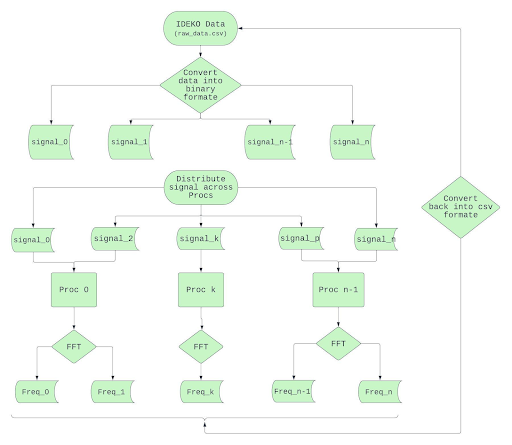 IDEKO Data
(raw_data.csv)
Convert
data into
binary
formate
signal_0
signal_1
signal_n-1
signal_n
Distribute
signal across
Procs
Convert
back into csv
formate
signal_0
signal_2
signal_k
signal_p
signal_n
Proc 0
Proc k
Proc n-1
FFT
FFT
FFT
Freq_0
Freq_1
Freq_k
Freq_n-1
Freq_n